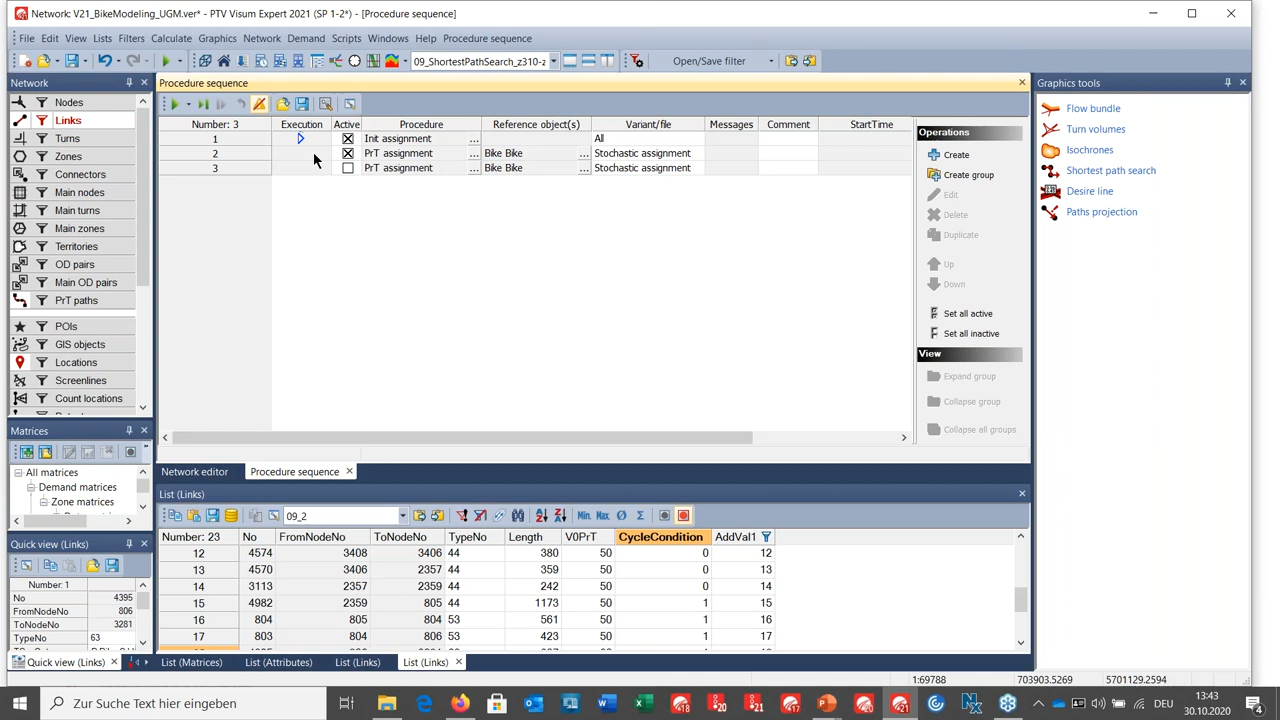 Network: V21_BikeModeling_UGM.ver* - PTV Visum Expert 2021 (SP 1-2*) - [Procedure sequence]
File Edit View Lists Filters Calculate Graphics Network Demand Scripts Windows Help Procedure sequence
09_ShortestPathSearch_z310-z Open/Save filter
Network
Nodes
Links
Turns
Zones
Connectors
Main nodes
Main turns
Main zones
Territories
OD pairs
Main OD pairs
PrT paths
POIs
GIS objects
Locations
Screenlines
Count locations
Matrices
All matrices
Demand matrices
Zone matrices
Quick view (Links)
Number: 1
No 4395
FromNodeNo 806
ToNodeNo 3281
TypeNo 63
Quick view (Links)
Procedure sequence
Number: 3 Execution Active Procedure Reference object(s) Variant/file Messages Comment StartTime
1 Init assignment ... All
2 PrT assignment ... Bike Bike ... Stochastic assignment
3 PrT assignment ... Bike Bike ... Stochastic assignment
Operations
Create
Create group
Edit
Delete
Duplicate
Up
Down
Set all active
Set all inactive
View
Expand group
Collapse group
Collapse all groups
Network editor Procedure sequence
List (Links)
09_2 Min Max Ø Σ
Number: 23 No FromNodeNo ToNodeNo TypeNo Length V0PrT CycleCondition AddVal1
12 4574 3408 3406 44 380 50 0 12
13 4570 3406 2357 44 359 50 0 13
14 3113 2357 2359 44 242 50 0 14
15 4982 2359 805 44 1173 50 1 15
16 804 805 804 53 561 50 1 16
17 803 804 806 53 423 50 1 17
List (Matrices) List (Attributes) List (Links) List (Links)
Graphics tools
Flow bundle
Turn volumes
Isochrones
Shortest path search
Desire line
Paths projection
1:69788 703903.5269 5701129.2594
Zur Suche Text hier eingeben
DEU
13:43
30.10.2020